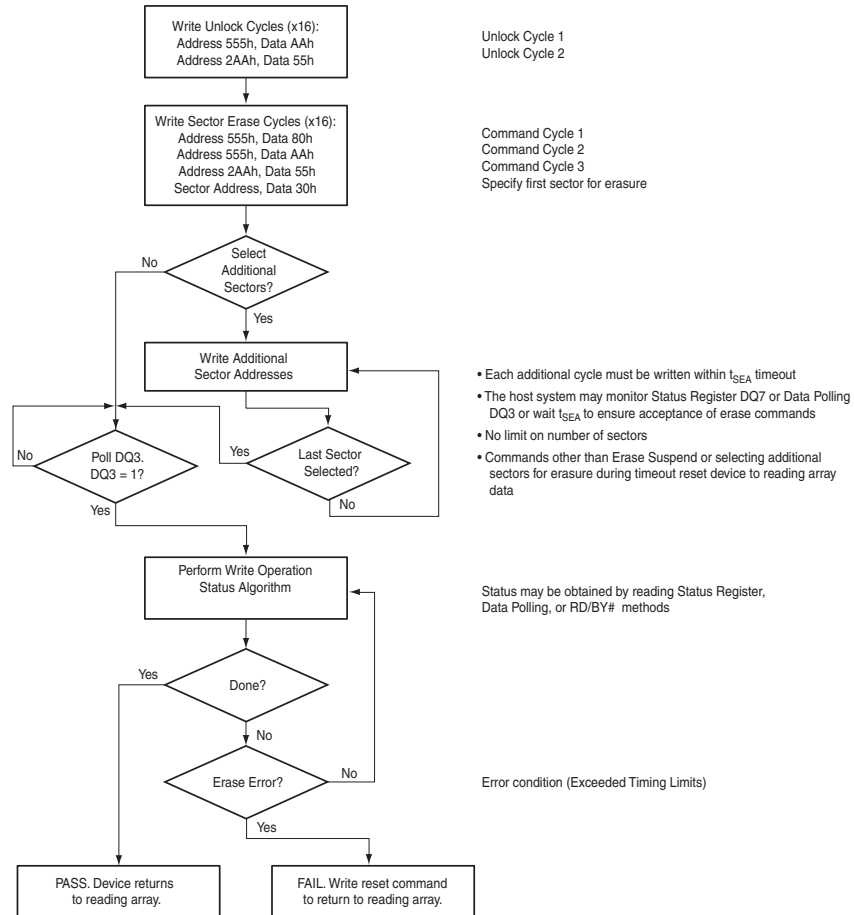 Write Unlock Cycles (x16):
Address 555h, Data AAh
Address 2AAh, Data 55h
Unlock Cycle 1
Unlock Cycle 2
Write Sector Erase Cycles (x16):
Address 555h, Data 80h
Address 555h, Data AAh
Address 2AAh, Data 55h
Sector Address, Data 30h
Command Cycle 1
Command Cycle 2
Command Cycle 3
Specify first sector for erasure
No
Select
Additional
Sectors?
Yes
Write Additional
Sector Addresses
• Each additional cycle must be written within tSEA timeout
• The host system may monitor Status Register DQ7 or Data Polling
DQ3 or wait tSEA to ensure acceptance of erase commands
• No limit on number of sectors
• Commands other than Erase Suspend or selecting additional
sectors for erasure during timeout reset device to reading array
data
No
Poll DQ3.
DQ3 = 1?
Yes
Yes
Last Sector
Selected?
No
Perform Write Operation
Status Algorithm
Status may be obtained by reading Status Register,
Data Polling, or RD/BY# methods
Yes
Done?
No
Erase Error?
No
Error condition (Exceeded Timing Limits)
Yes
PASS. Device returns
to reading array.
FAIL. Write reset command
to return to reading array.